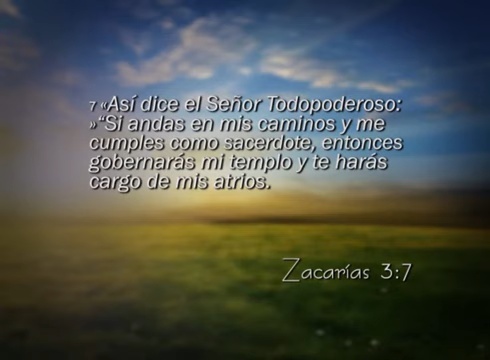 7 «Así dice el Señor Todopoderoso:
»“Si andas en mis caminos y me
cumples como sacerdote, entonces
gobernarás mi templo y te harás
cargo de mis atrios.
Zacarías 3:7